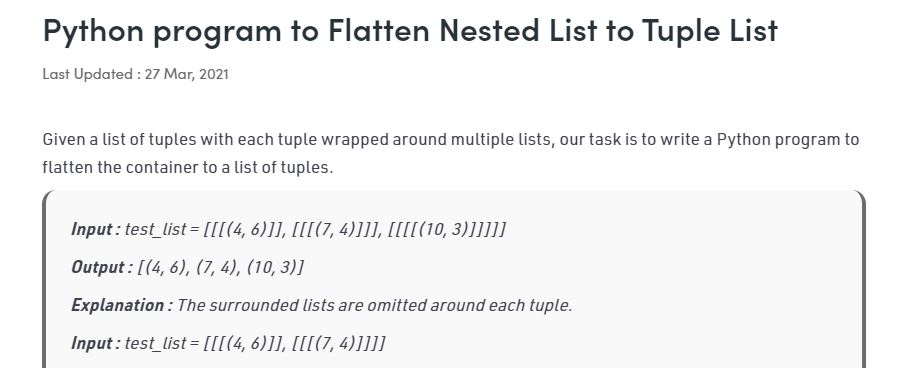 Python program to Flatten Nested List to Tuple List
Last Updated : 27 Mar, 2021
Given a list of tuples with each tuple wrapped around multiple lists, our task is to write a Python program to
flatten the container to a list of tuples.
Input : test_list = [[[(4, 6)]], [[[(7, 4)]]], [[[[(10, 3)]]]]]
Output : [(4, 6), (7, 4), (10, 3)]
Explanation : The surrounded lists are omitted around each tuple.
Input : test_list = [[[(4, 6)]], [[[(7, 4)]]]]